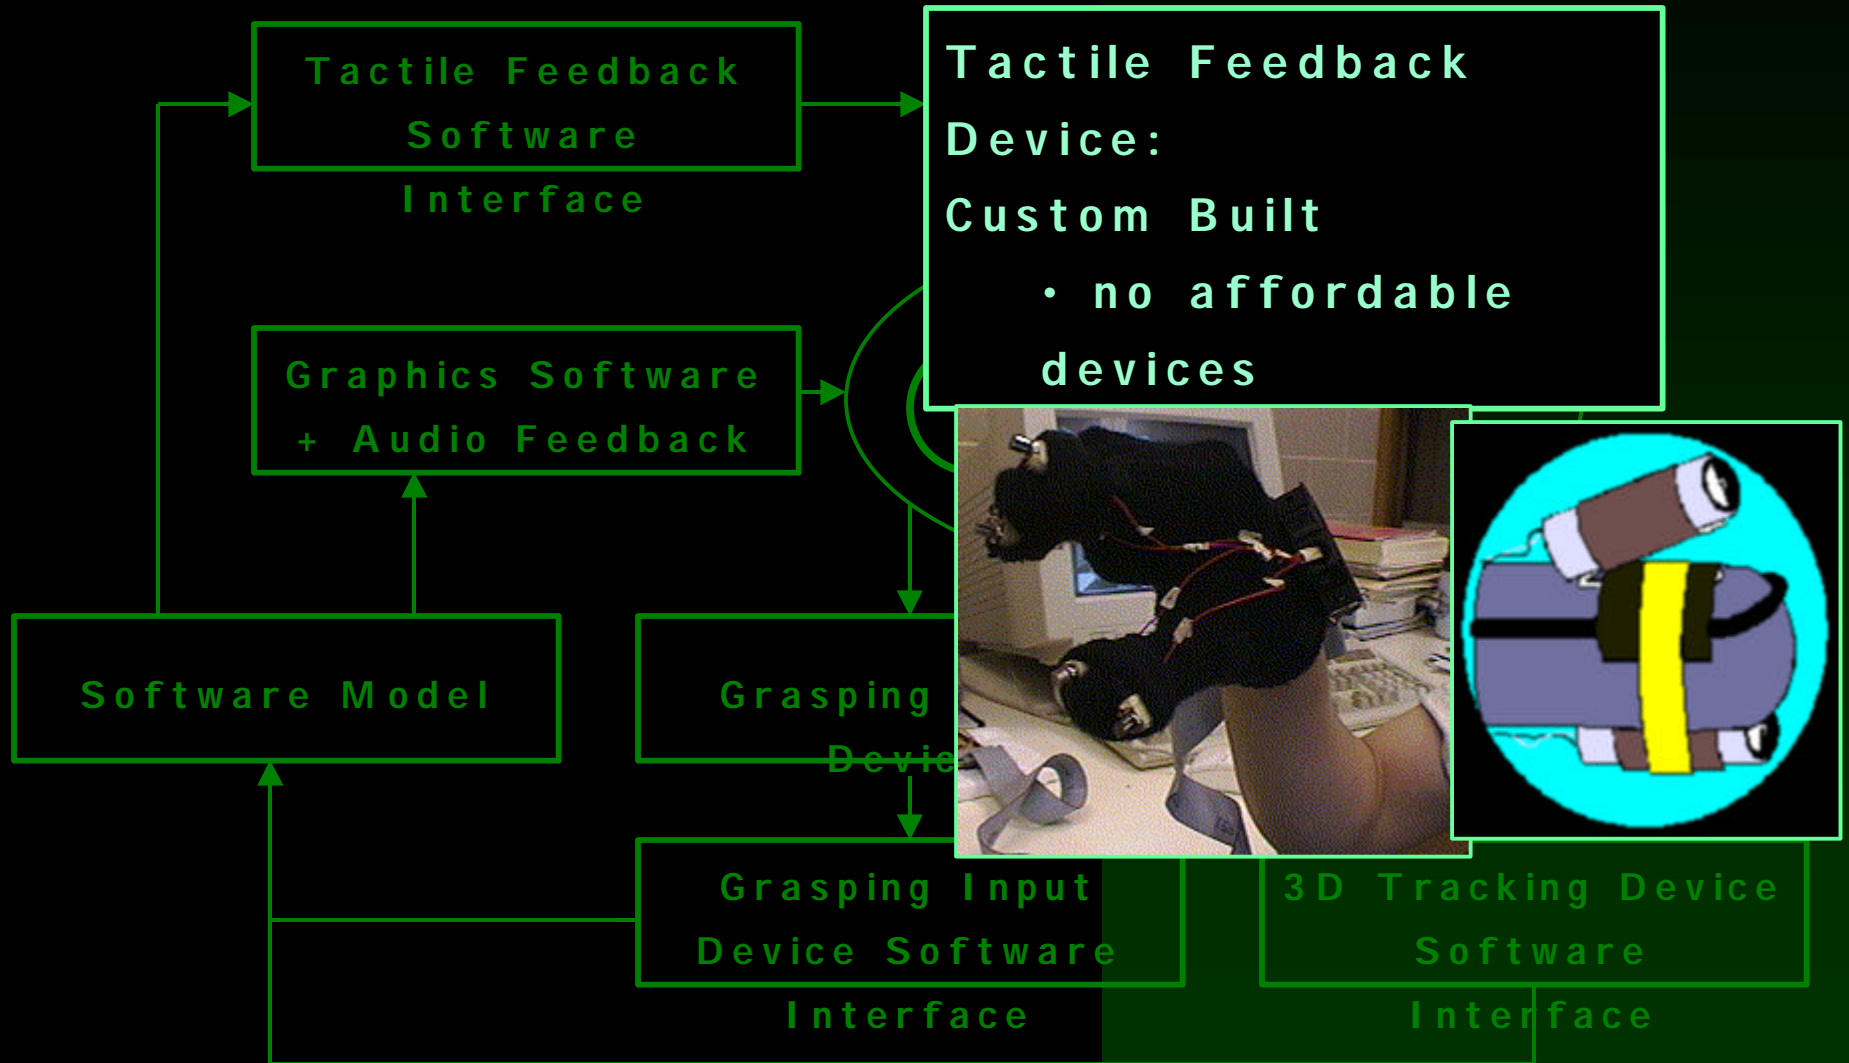 Tactile Feedback
Software
Interface
Tactile Feedback
Device:
Custom Built
• no affordable
devices
Graphics Software
+ Audio Feedback
Software Model
Grasping
Grasping Input
Device Software
Interface
3D Tracking Device
Software
Interface